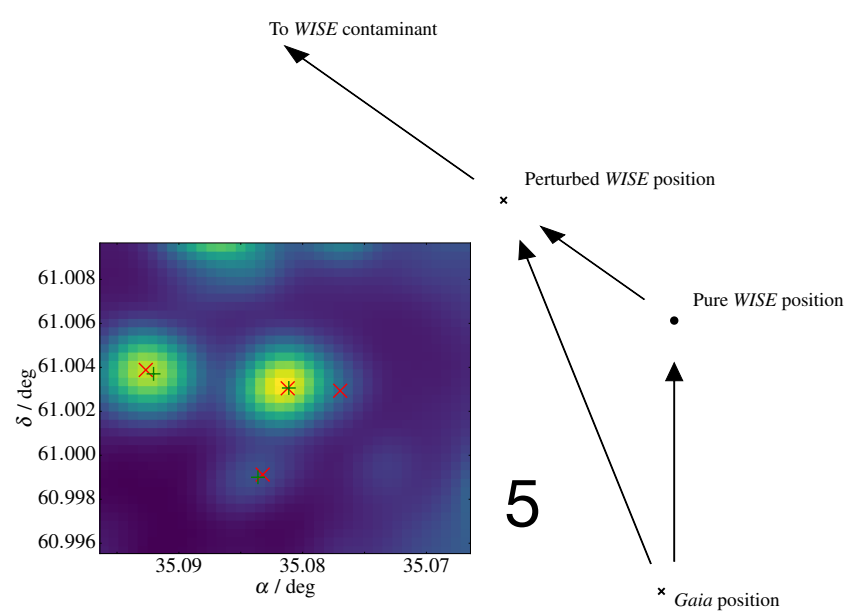 To WISE contaminant
Perturbed WISE position
Pure WISE position
61.008
61.006
61.004
61.002
61.000
60.998
60.996
δ / deg
35.09
35.08
35.07
α / deg
5
Gaia position